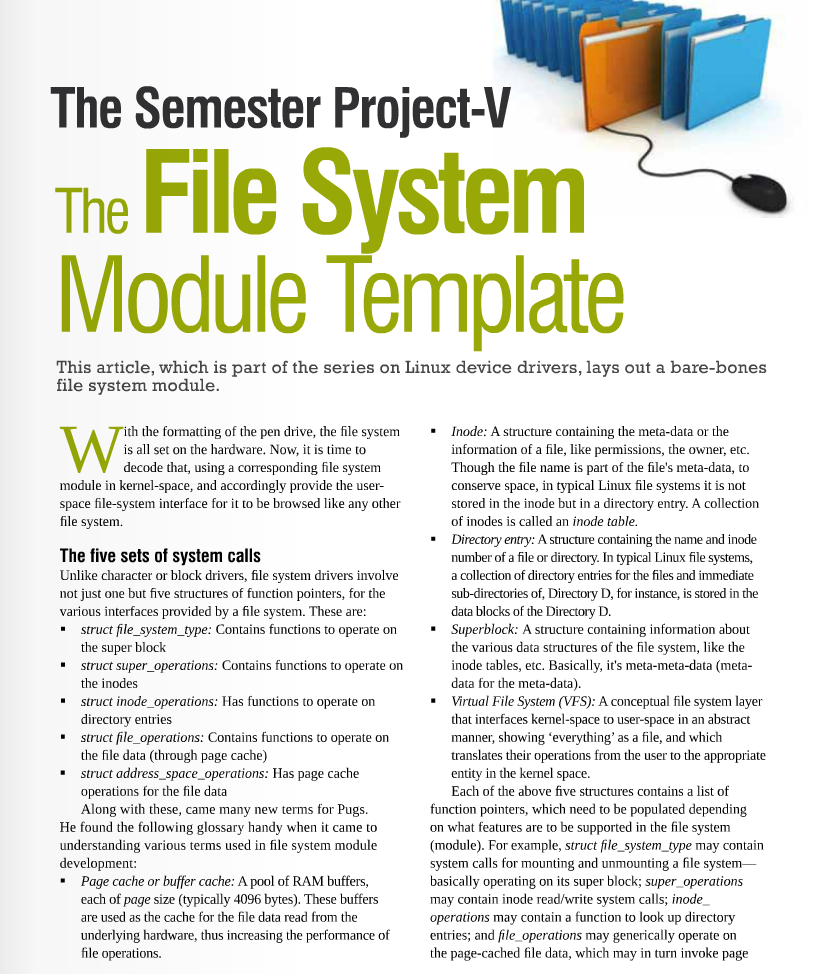 The Semester Project-V
The File System
Module Template
This article, which is part of the series on Linux device drivers, lays out a bare-bones
file system module.
With the formatting of the pen drive, the file system
is all set on the hardware. Now, it is time to
decode that, using a corresponding file system
module in kernel-space, and accordingly provide the user-
space file-system interface for it to be browsed like any other
file system.
The five sets of system calls
Unlike character or block drivers, file system drivers involve
not just one but five structures of function pointers, for the
various interfaces provided by a file system. These are:
▪ struct file_system_type: Contains functions to operate on
the super block
▪ struct super_operations: Contains functions to operate on
the inodes
▪ struct inode_operations: Has functions to operate on
directory entries
▪ struct file_operations: Contains functions to operate on
the file data (through page cache)
▪ struct address_space_operations: Has page cache
operations for the file data
Along with these, came many new terms for Pugs.
He found the following glossary handy when it came to
understanding various terms used in file system module
development:
▪ Page cache or buffer cache: A pool of RAM buffers,
each of page size (typically 4096 bytes). These buffers
are used as the cache for the file data read from the
underlying hardware, thus increasing the performance of
file operations.
▪ Inode: A structure containing the meta-data or the
information of a file, like permissions, the owner, etc.
Though the file name is part of the file's meta-data, to
conserve space, in typical Linux file systems it is not
stored in the inode but in a directory entry. A collection
of inodes is called an inode table.
▪ Directory entry: A structure containing the name and inode
number of a file or directory. In typical Linux file systems,
a collection of directory entries for the files and immediate
sub-directories of, Directory D, for instance, is stored in the
data blocks of the Directory D.
▪ Superblock: A structure containing information about
the various data structures of the file system, like the
inode tables, etc. Basically, it's meta-meta-data (meta-
data for the meta-data).
▪ Virtual File System (VFS): A conceptual file system layer
that interfaces kernel-space to user-space in an abstract
manner, showing ‘everything’ as a file, and which
translates their operations from the user to the appropriate
entity in the kernel space.
Each of the above five structures contains a list of
function pointers, which need to be populated depending
on what features are to be supported in the file system
(module). For example, struct file_system_type may contain
system calls for mounting and unmounting a file system—
basically operating on its super block; super_operations
may contain inode read/write system calls; inode_
operations may contain a function to look up directory
entries; and file_operations may generically operate on
the page-cached file data, which may in turn invoke page